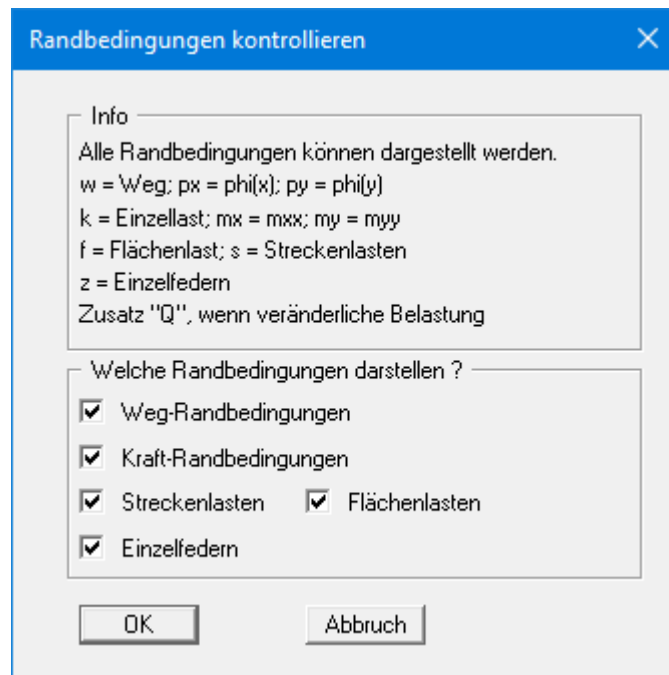 Randbedingungen kontrollieren
Info
Alle Randbedingungen können dargestellt werden.
w = Weg; px = phi(x); py = phi(y)
k = Einzellast; mx = mxx; my = myy
f = Flächenlast; s = Streckenlasten
z = Einzelfedern
Zusatz "Q", wenn veränderliche Belastung
Welche Randbedingungen darstellen ?
Weg-Randbedingungen
Kraft-Randbedingungen
Streckenlasten Flächenlasten
Einzelfedern
OK Abbruch